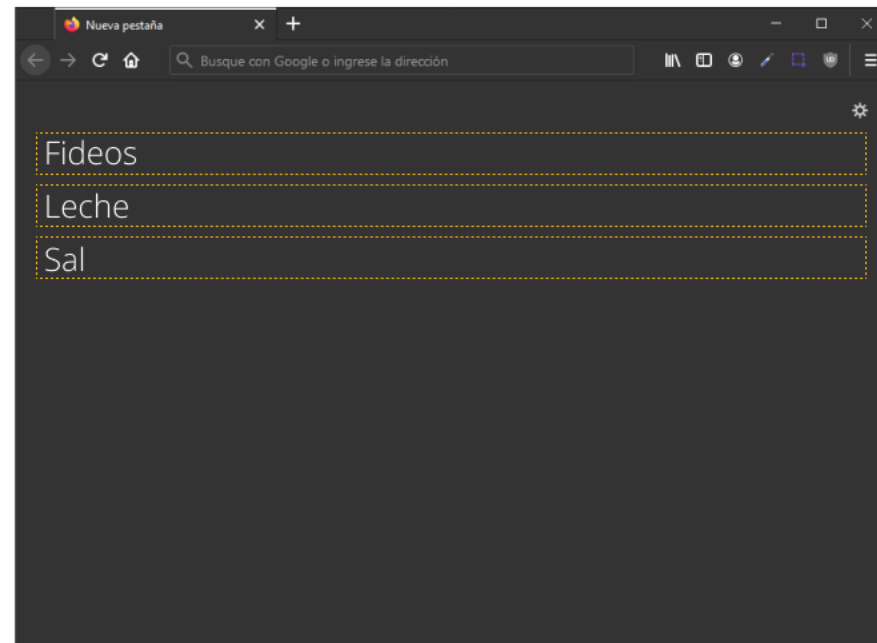 Nueva pestaña
Busque con Google o ingrese la dirección
Fideos
Leche
Sal